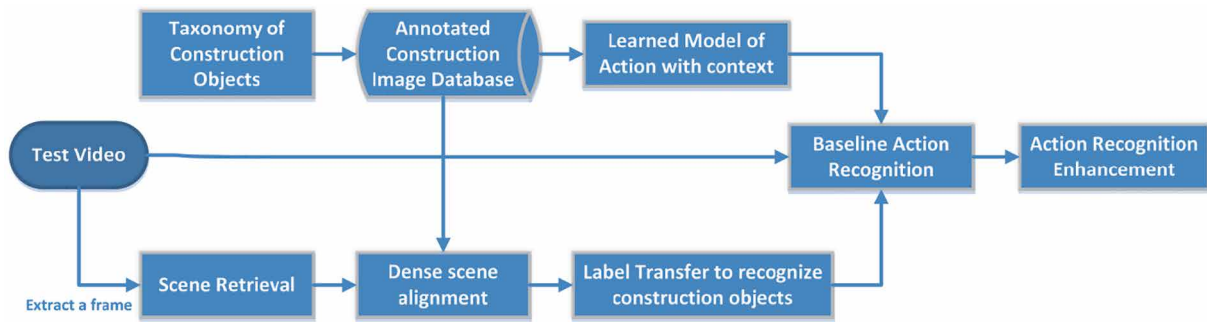 Taxonomy of
Construction
Objects
Annotated
Construction
Image Database
Learned Model of
Action with context
Test Video
Baseline Action
Recognition
Action Recognition
Enhancement
Extract a frame
Scene Retrieval
Dense scene
alignment
Label Transfer to recognize
construction objects